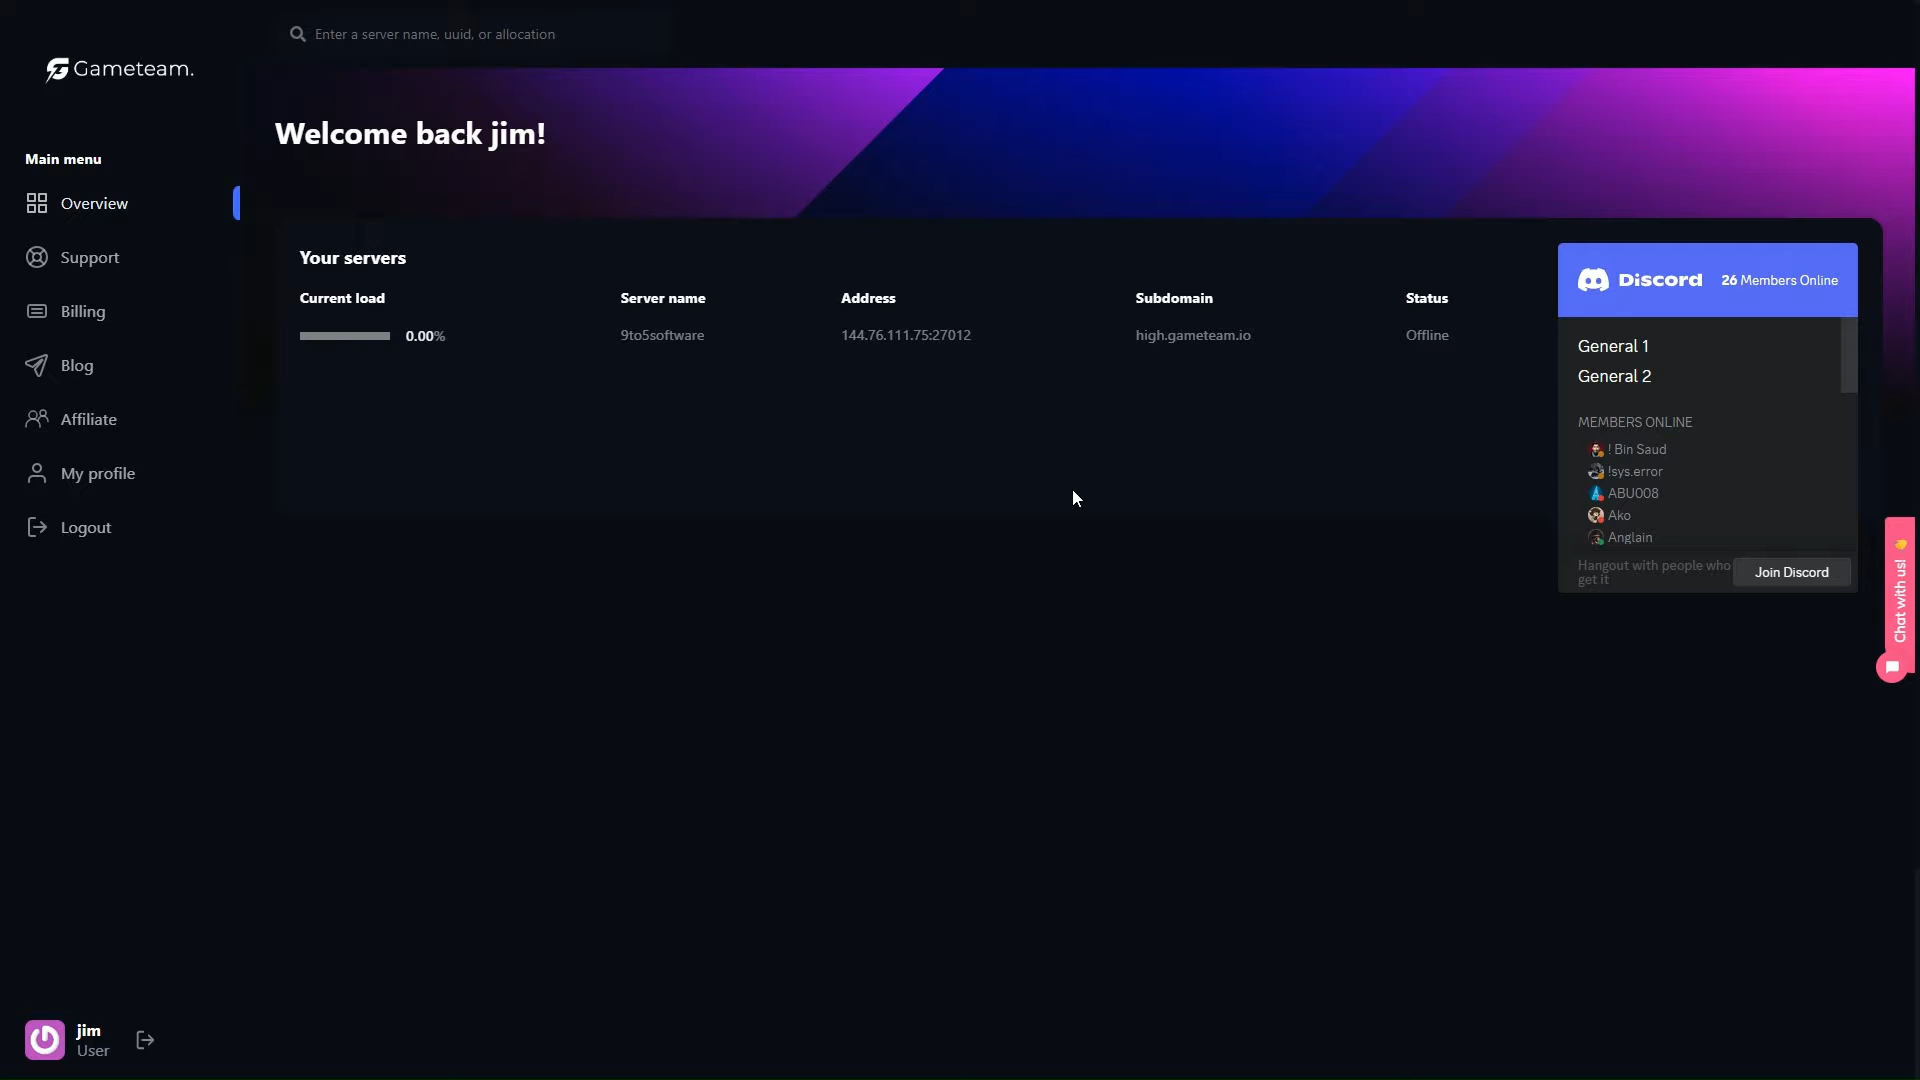 Enter a server name, uuid, or allocation
Gameteam.
Welcome back jim!
Main menu
Overview
Support
Billing
Blog
Affiliate
My profile
Logout
Your servers
Current load Server name Address Subdomain Status
0.00% 9to5software 144.76.111.75:27012 high.gameteam.io Offline
Discord 26 Members Online
General 1
General 2
MEMBERS ONLINE
! Bin Saud
!sys.error
ABU008
Ako
Anglain
Hangout with people who
get it
Join Discord
Chat with us!
jim
User